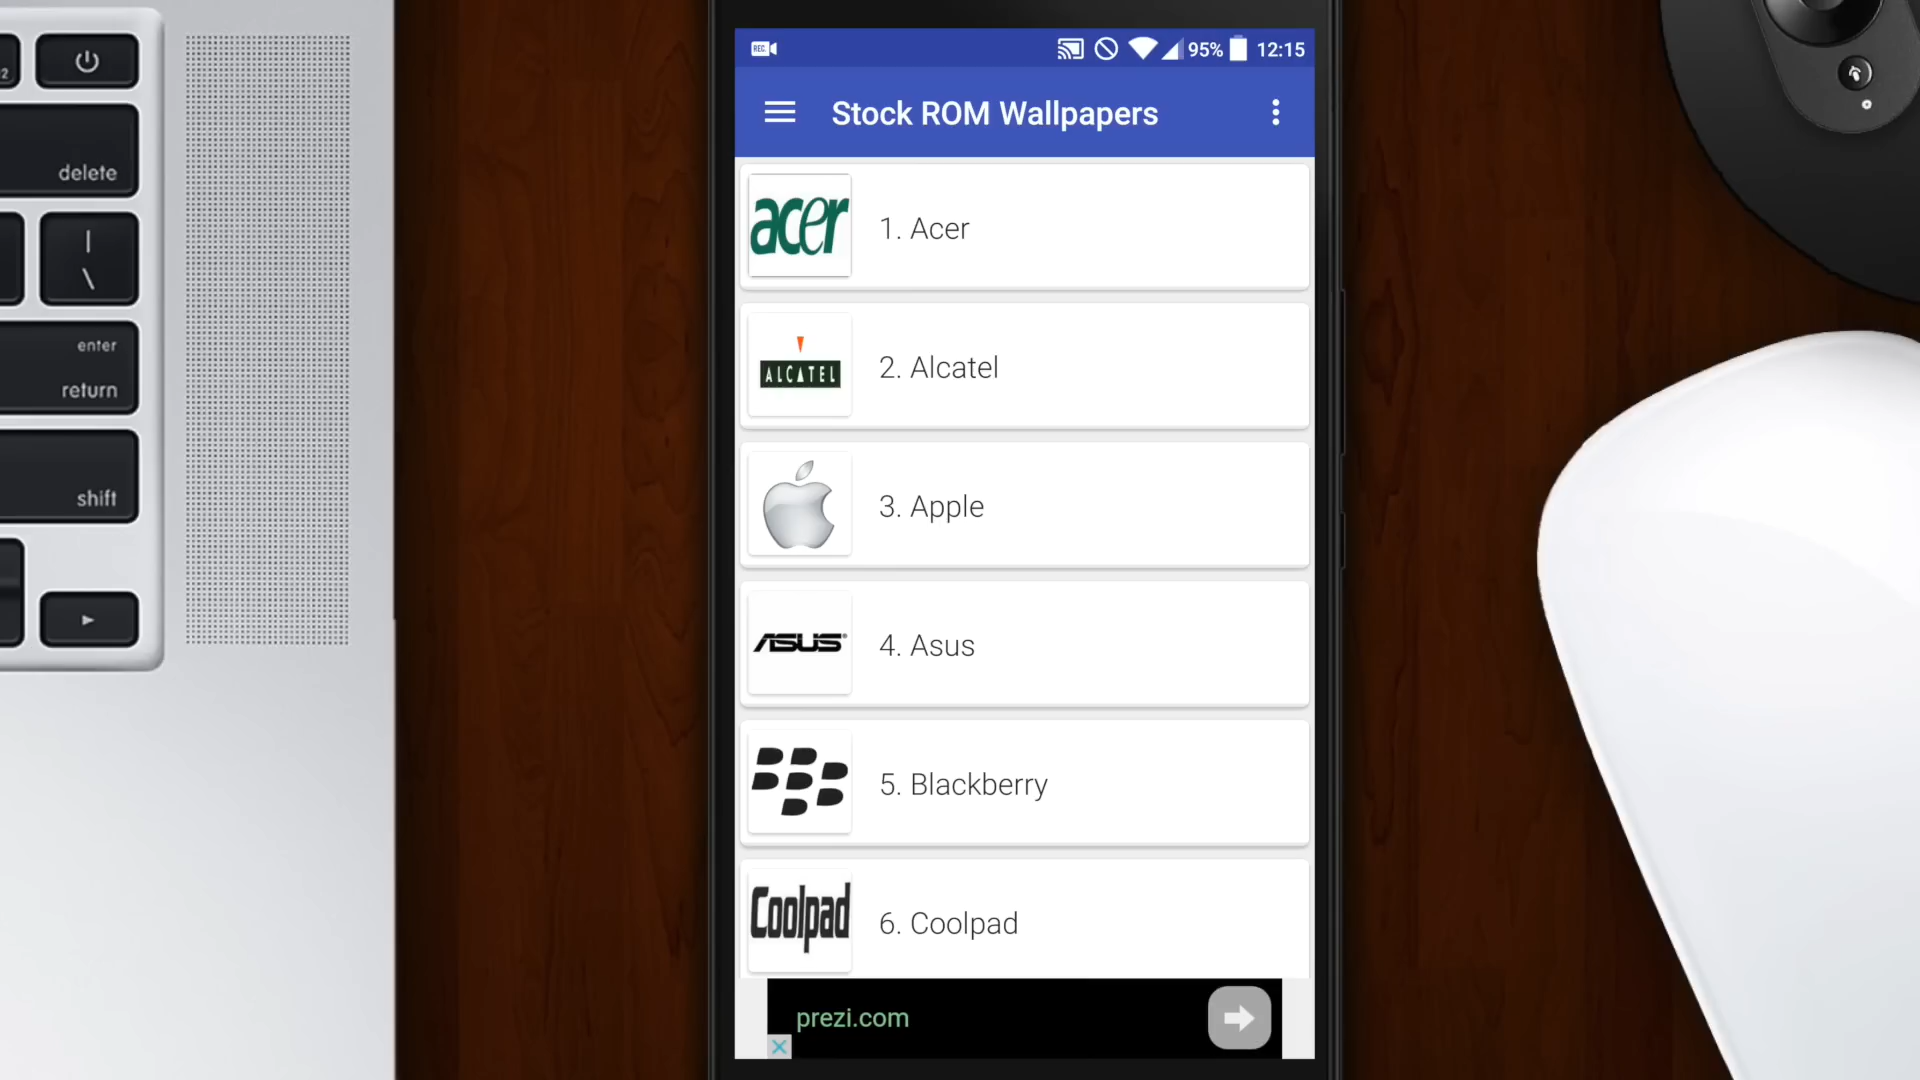 REC
95%
12:15
Stock ROM Wallpapers
acer
1. Acer
ALCATEL
2. Alcatel
3. Apple
ASUS®
4. Asus
5. Blackberry
Coolpad
6. Coolpad
prezi.com
delete
|
\
enter
return
shift